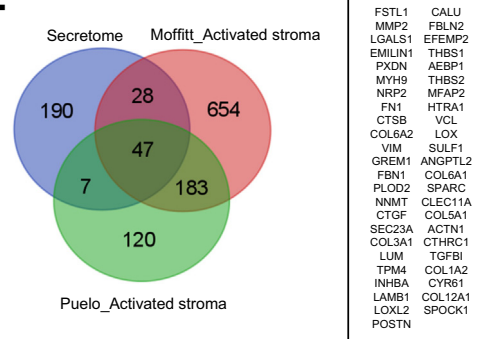 Secretome
Moffitt_Activated stroma
190
28
654
47
7
183
120
Puelo_Activated stroma
FSTL1 CALU
MMP2 FBLN2
LGALS1 EFEMP2
EMILIN1 THBS1
PXDN AEBP1
MYH9 THBS2
NRP2 MFAP2
FN1 HTRA1
CTSB VCL
COL6A2 LOX
VIM SULF1
GREM1 ANGPTL2
FBN1 COL6A1
PLOD2 SPARC
NNMT CLEC11A
CTGF COL5A1
SEC23A ACTN1
COL3A1 CTHRC1
LUM TGFBI
TPM4 COL1A2
INHBA CYR61
LAMB1 COL12A1
LOXL2 SPOCK1
POSTN